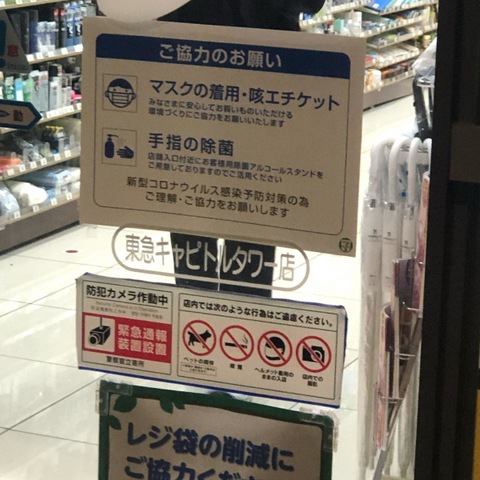 ご協力のお願い
マスクの着用・咳エチケット
みなさまに安心してお買いものいただける
環境づくりにご協力をお願いいたします
手指の除菌
店頭入口付近にお客様用除菌アルコールスタンドを
ご用意しておりますのでご活用ください
新型コロナウイルス感染予防対策の為
ご理解・ご協力をお願いします
東急キャピトルタワー店
防犯カメラ作動中
緊急通報
装置設置
警察官立寄所
店内では次のような行為はご遠慮ください。
ペットの同伴
喫煙
ヘルメット着用の
ままの入店
店内での
撮影
レジ袋の削減に
ご協力くだ